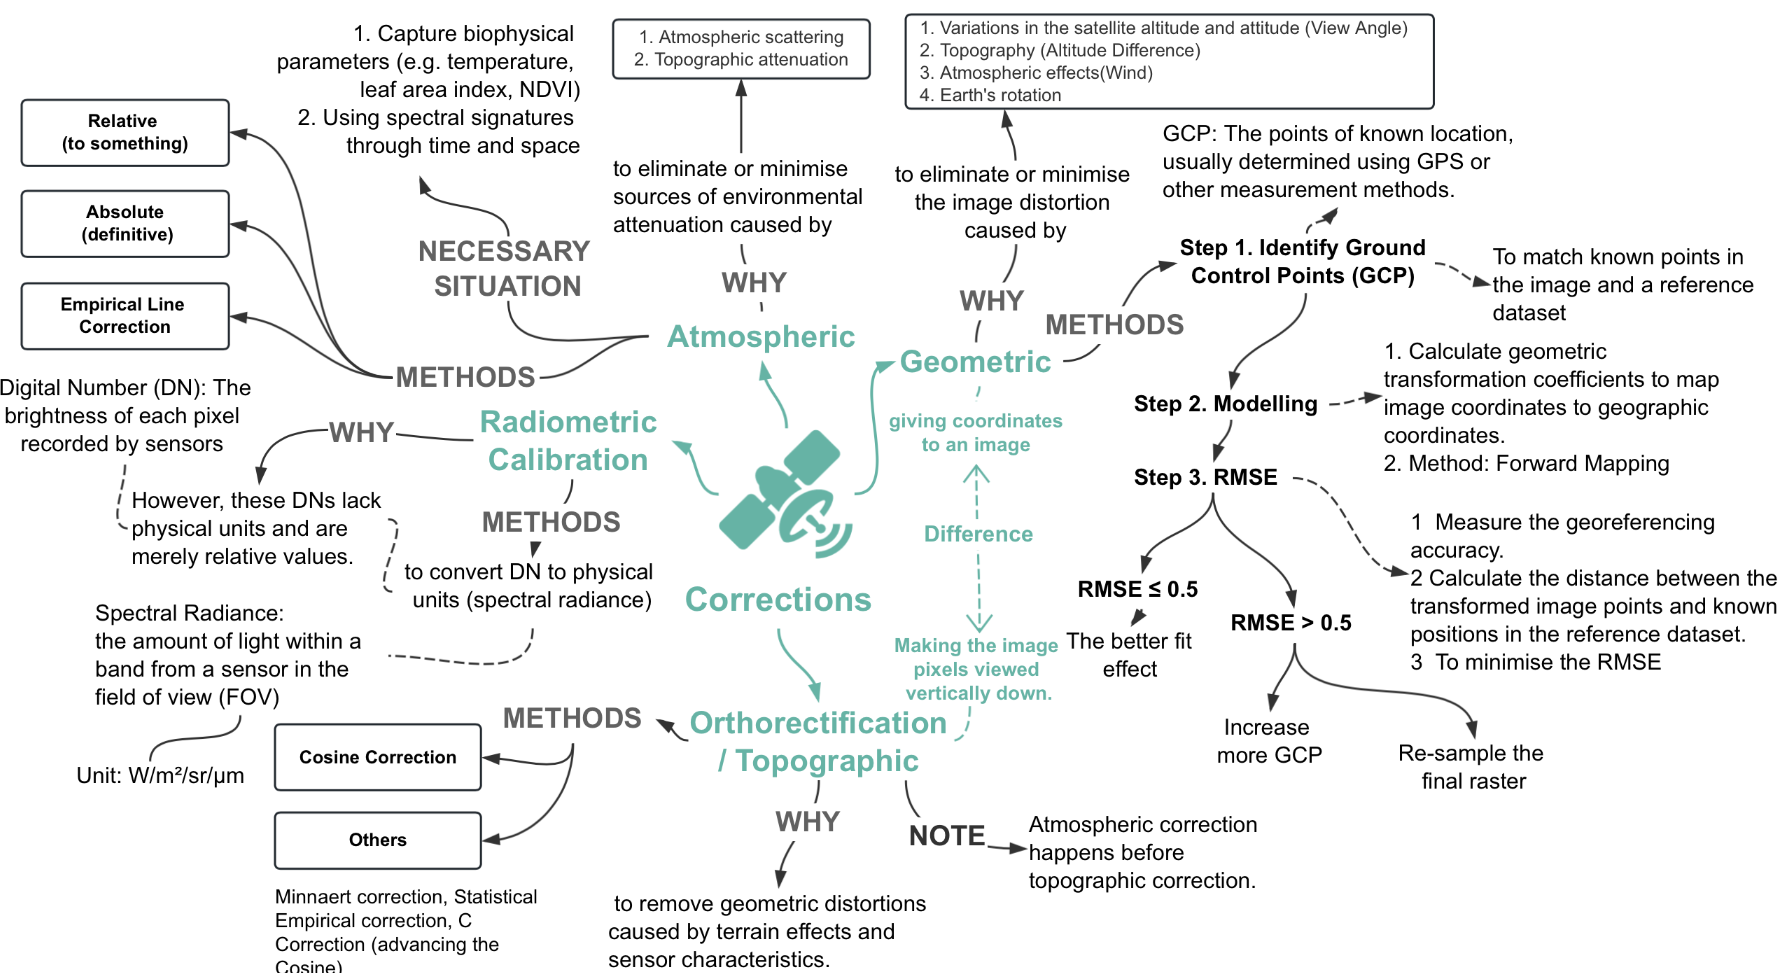 1. Capture biophysical
parameters (e.g. temperature,
leaf area index, NDVI)
2. Using spectral signatures
through time and space
1. Atmospheric scattering
2. Topographic attenuation
1. Variations in the satellite altitude and attitude (View Angle)
2. Topography (Altitude Difference)
3. Atmospheric effects(Wind)
4. Earth's rotation
Relative
(to something)
Absolute
(definitive)
Empirical Line
Correction
to eliminate or minimise
sources of environmental
attenuation caused by
to eliminate or minimise
the image distortion
caused by
GCP: The points of known location,
usually determined using GPS or
other measurement methods.
NECESSARY
SITUATION
WHY
WHY
METHODS
Step 1. Identify Ground
Control Points (GCP)
To match known points in
the image and a reference
dataset
Atmospheric
Geometric
METHODS
giving coordinates
to an image
Step 2. Modelling
1. Calculate geometric
transformation coefficients to map
image coordinates to geographic
coordinates.
2. Method: Forward Mapping
Digital Number (DN): The
brightness of each pixel
recorded by sensors
WHY
Radiometric
Calibration
However, these DNs lack
physical units and are
merely relative values.
METHODS
to convert DN to physical
units (spectral radiance)
Difference
Step 3. RMSE
1 Measure the georeferencing
accuracy.
2 Calculate the distance between the
transformed image points and known
positions in the reference dataset.
3 To minimise the RMSE
RMSE ≤ 0.5
The better fit
effect
RMSE > 0.5
Increase
more GCP
Re-sample the
final raster
Spectral Radiance:
the amount of light within a
band from a sensor in the
field of view (FOV)
Unit: W/m²/sr/μm
Corrections
Making the image
pixels viewed
vertically down.
Orthorectification
/ Topographic
METHODS
Cosine Correction
Others
Minnaert correction, Statistical
Empirical correction, C
Correction (advancing the
Cosine)
WHY
to remove geometric distortions
caused by terrain effects and
sensor characteristics.
NOTE
Atmospheric correction
happens before
topographic correction.